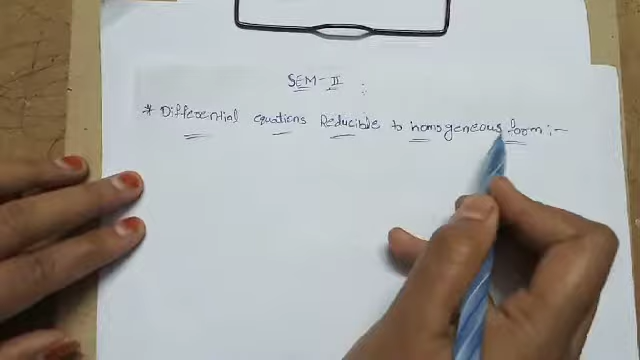 SEM-II :
* Differential equations Reducible to homogeneous form :-